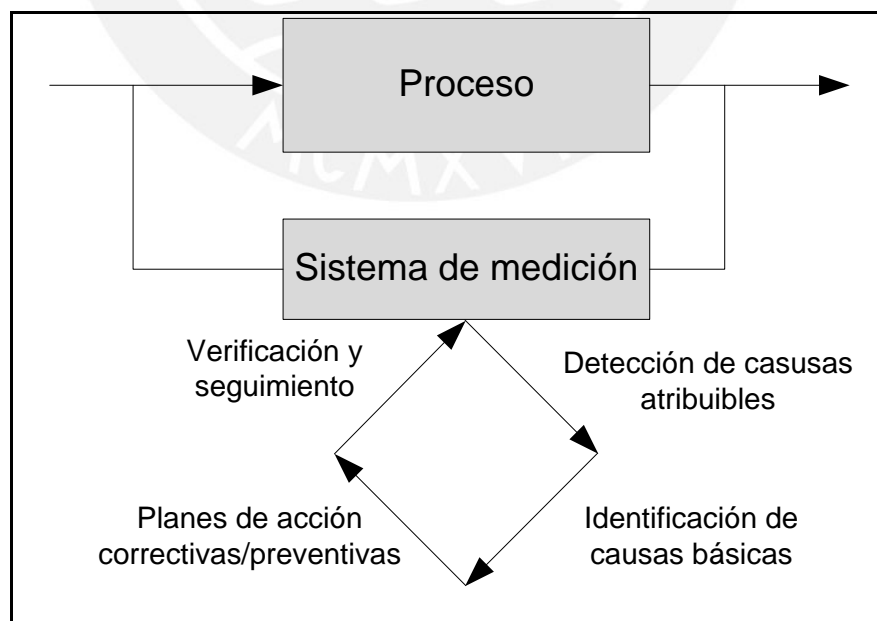 Proceso
MCMXVII
Sistema de medición
Verificación y
seguimiento
Detección de casusas
atribuibles
Planes de acción
correctivas/preventivas
Identificación de
causas básicas